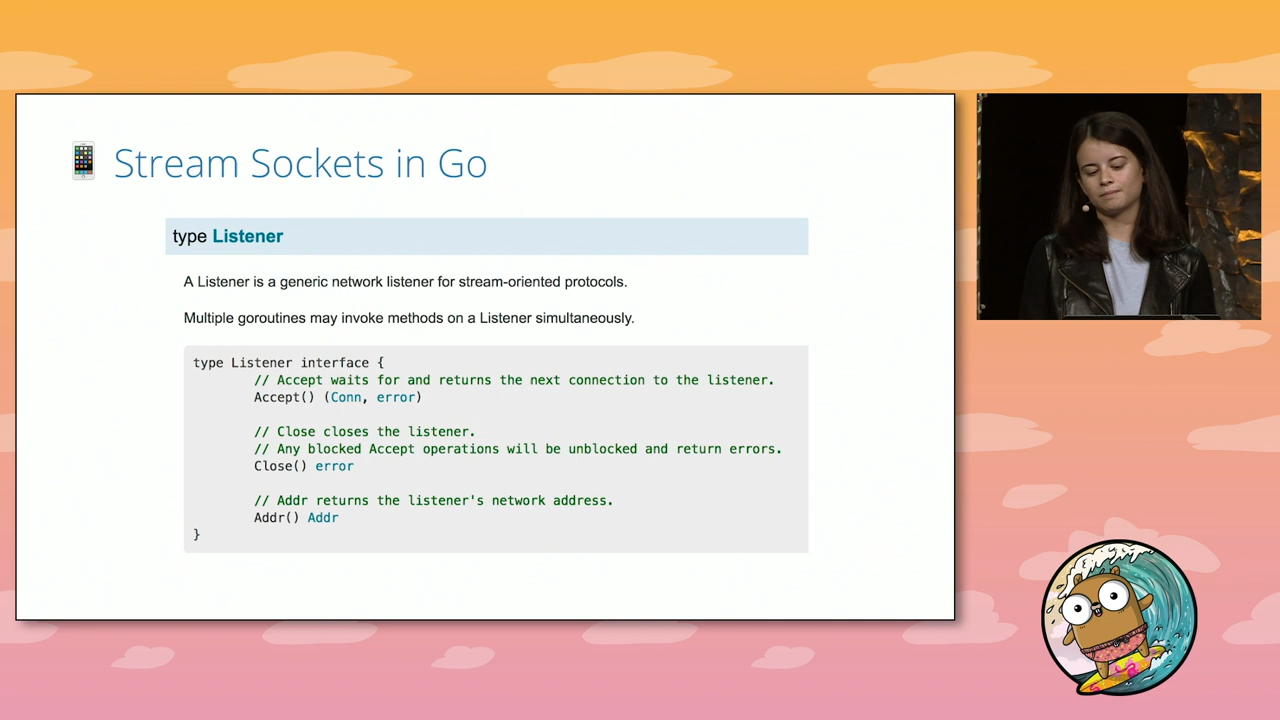 Stream Sockets in Go
type Listener
A Listener is a generic network listener for stream-oriented protocols.
Multiple goroutines may invoke methods on a Listener simultaneously.
type Listener interface {
// Accept waits for and returns the next connection to the listener.
Accept() (Conn, error)
// Close closes the listener.
// Any blocked Accept operations will be unblocked and return errors.
Close() error
// Addr returns the listener's network address.
Addr() Addr
}